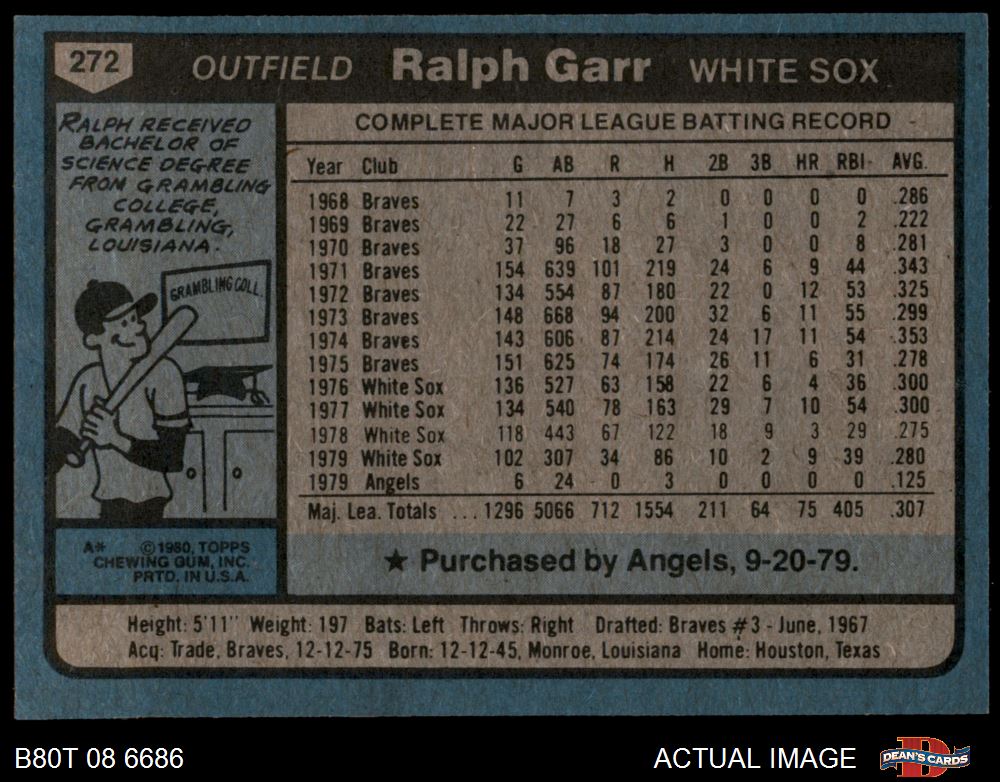 272 OUTFIELD Ralph Garr WHITE SOX
RALPH RECEIVED
BACHELOR OF
SCIENCE DEGREE
FROM GRAMBLING
COLLEGE,
GRAMBLING,
LOUISIANA.
GRAMBLING COLL.
COMPLETE MAJOR LEAGUE BATTING RECORD
Year Club G AB R H 2B 3B HR RBI AVG.
1968 Braves 11 7 3 2 0 0 0 0 .286
1969 Braves 22 27 6 6 1 0 0 2 .222
1970 Braves 37 96 18 27 3 0 0 8 .281
1971 Braves 154 639 101 219 24 6 9 44 .343
1972 Braves 134 554 87 180 22 0 12 53 .325
1973 Braves 148 668 94 200 32 6 11 55 .299
1974 Braves 143 606 87 214 24 17 11 54 .353
1975 Braves 151 625 74 174 26 11 6 31 .278
1976 White Sox 136 527 63 158 22 6 4 36 .300
1977 White Sox 134 540 78 163 29 7 10 54 .300
1978 White Sox 118 443 67 122 18 9 3 29 .275
1979 White Sox 102 307 34 86 10 2 9 39 .280
1979 Angels 6 24 0 3 0 0 0 0 .125
Maj. Lea. Totals ... 1296 5066 712 1554 211 64 75 405 .307
A* ©1980, TOPPS
CHEWING GUM, INC.
PRTD. IN U.S.A.
★ Purchased by Angels, 9-20-79.
Height: 5'11" Weight: 197 Bats: Left Throws: Right Drafted: Braves #3 - June, 1967
Acq: Trade, Braves, 12-12-75 Born: 12-12-45, Monroe, Louisiana Home: Houston, Texas
B80T 08 6686 ACTUAL IMAGE D DEAN'S CARDS